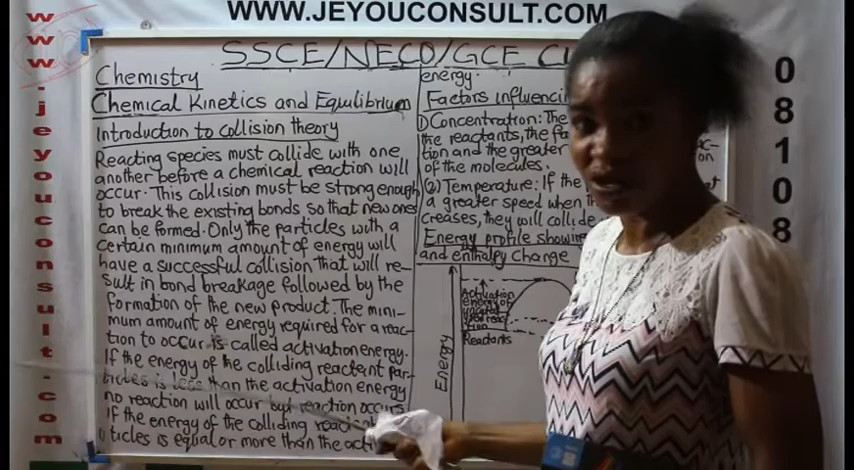 WWW.JEYOUCONSULT.COM
www.jeyouconsult.com
SSCE/NECO/GCE
Chemistry
Chemical Kinetics and Equilibrium
Introduction to collision theory
Reacting species must collide with one
another before a chemical reaction will
occur. This collision must be strong enough
to break the existing bonds so that new ones
can be formed. Only the particles with a
certain minimum amount of energy will
have a successful collision that will re-
sult in bond breakage followed by the
formation of the new product. The mini-
mum amount of energy required for a reac-
tion to occur is called activation energy.
If the energy of the colliding reactant par-
ticles is less than the activation energy
no reaction will occur but reaction occurs
if the energy of the colliding
ticles is equal or more than the
energy.
Factors
1) Concentration: The
the reactants, the
tion and the greater
of the molecules.
(2) Temperature: If the
a greater speed when
creases, they will collide
Energy profile
and enthalpy change
Activation
energy of
Reactants
Energy
08108